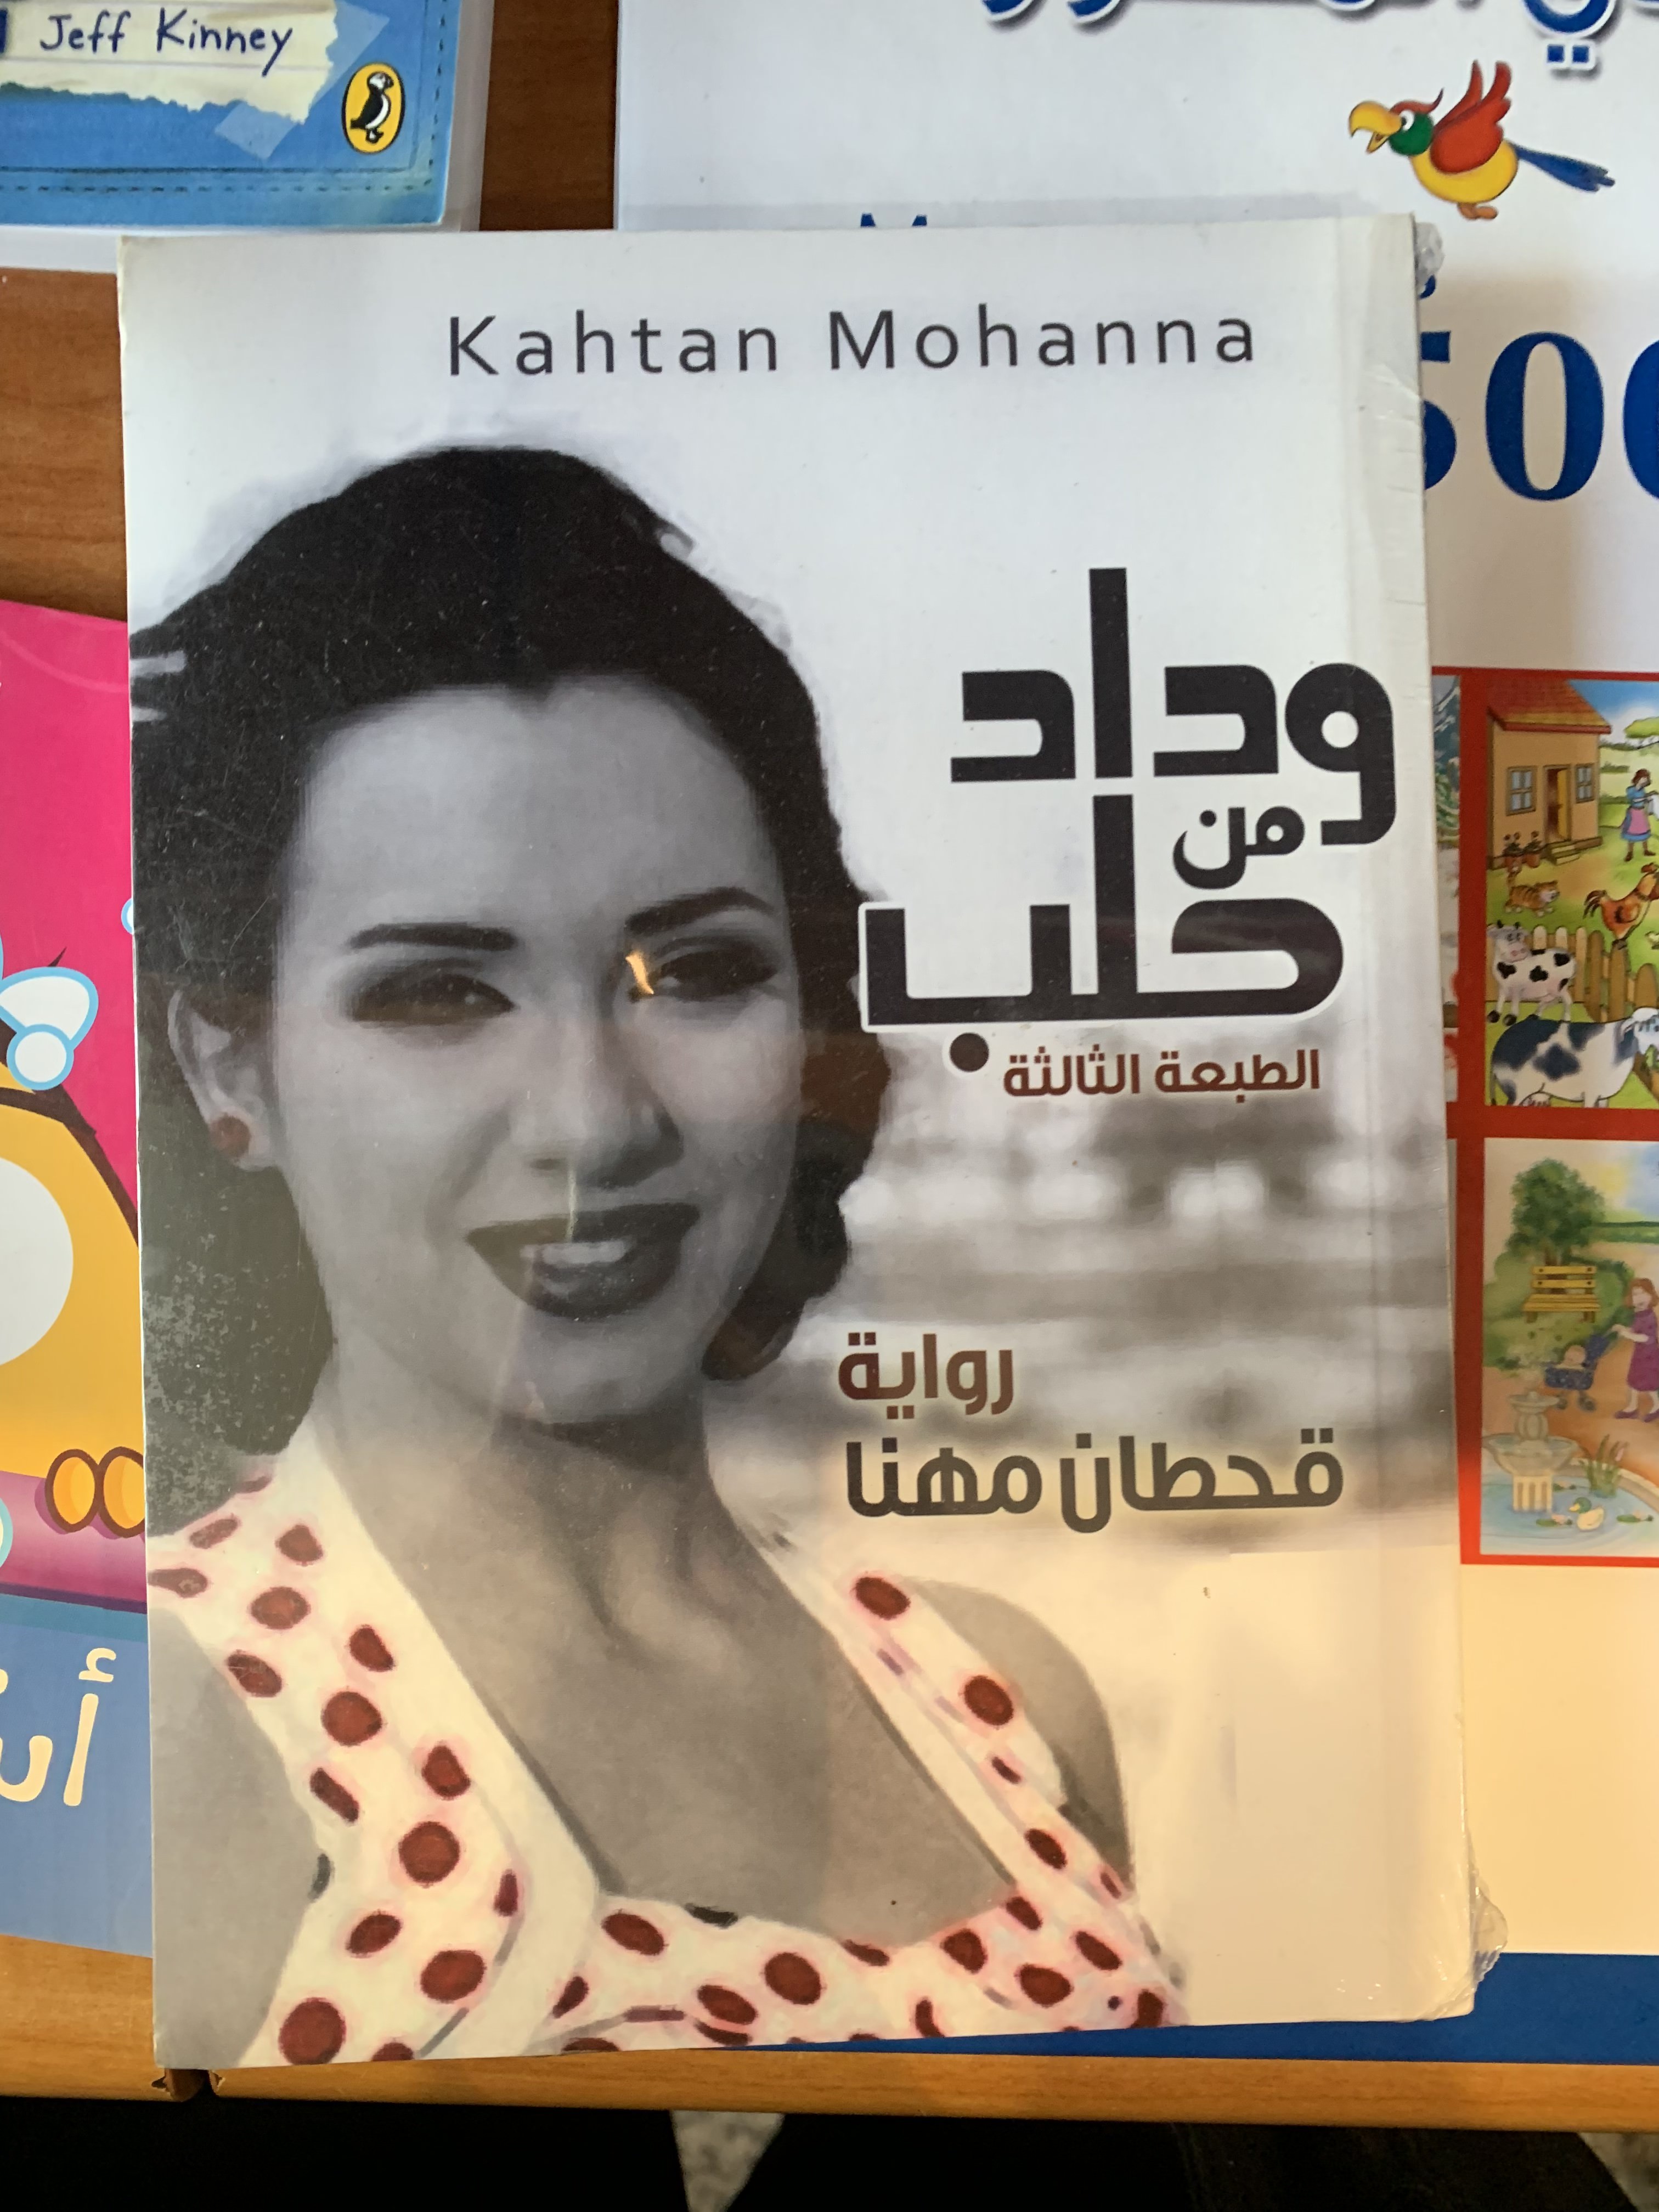 Jeff Kinney
Kahtan Mohanna
وداد
من
حلب
الطبعة الثالثة
رواية
قحطان مهنا